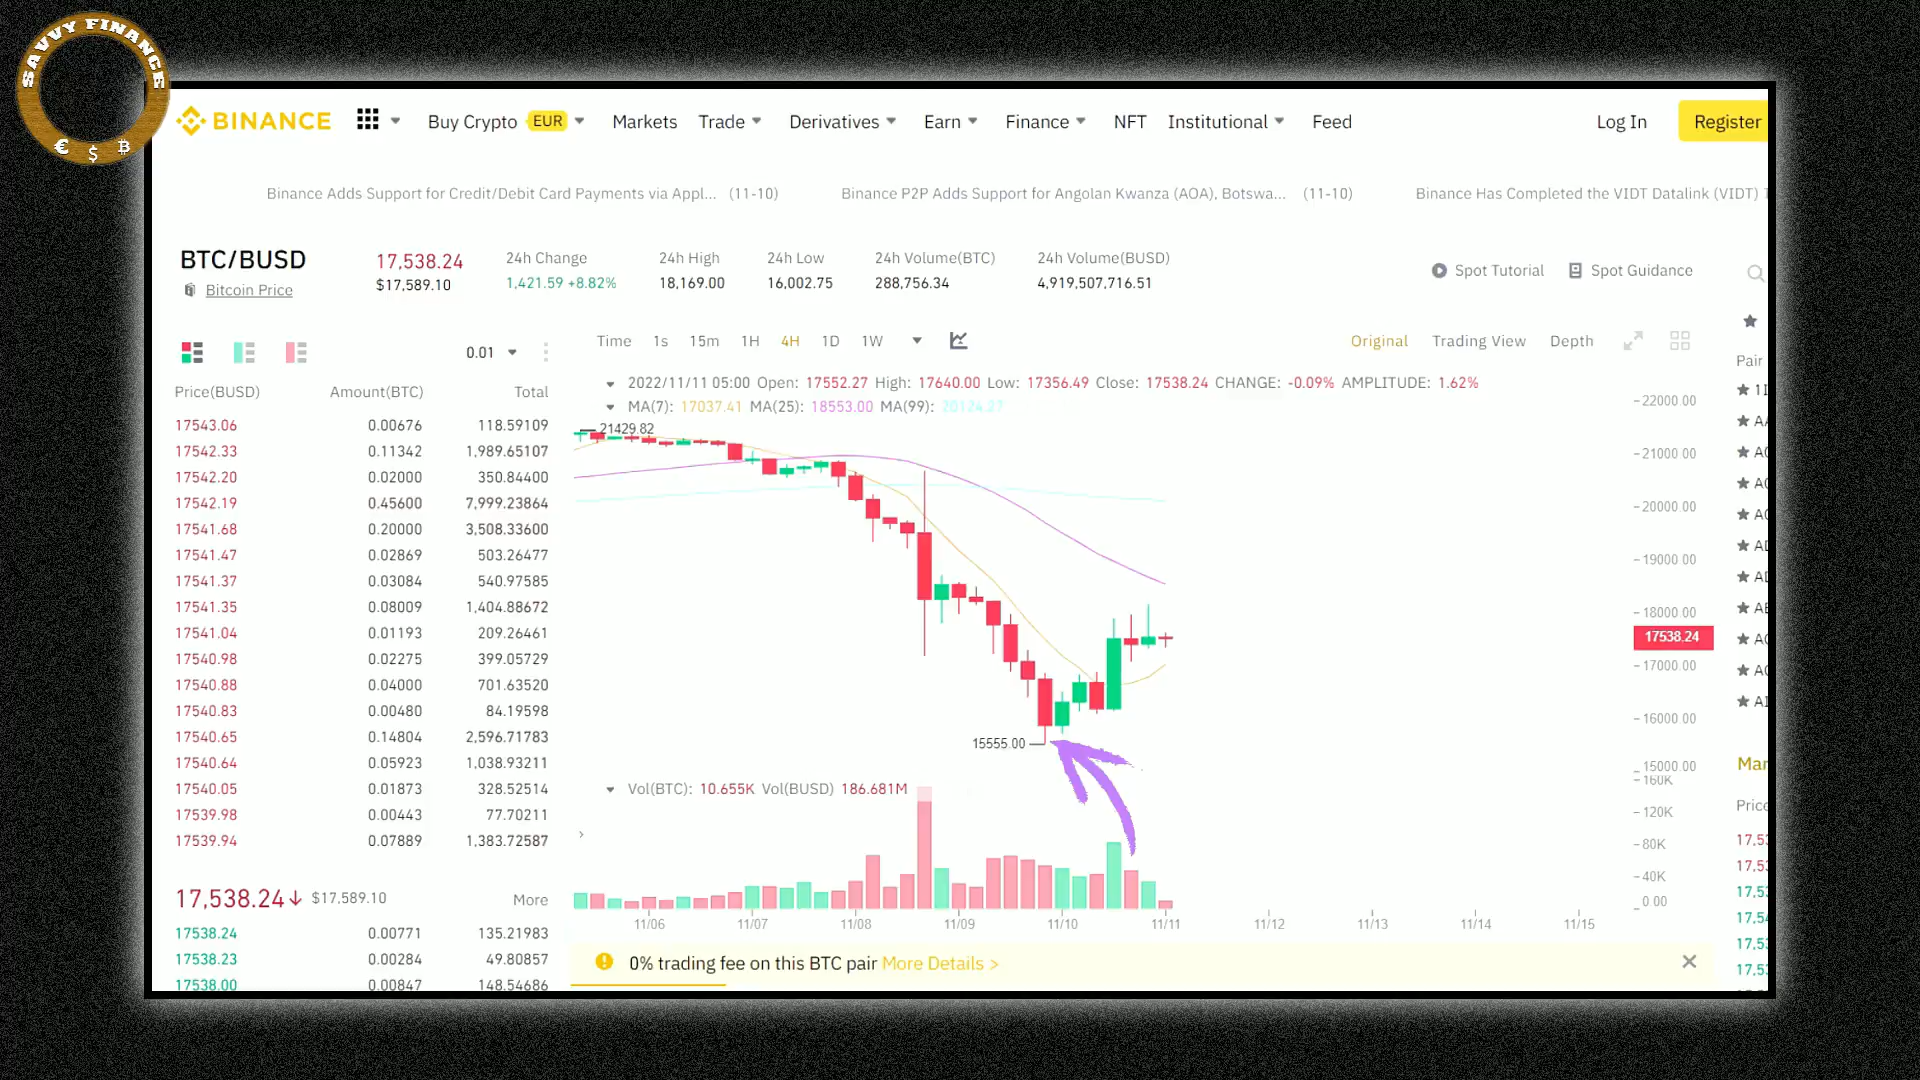 SAVVY FINANCE
€ $ ₿
BINANCE
Buy Crypto EUR Markets Trade Derivatives Earn Finance NFT Institutional Feed Log In Register
Binance Adds Support for Credit/Debit Card Payments via Appl... (11-10) Binance P2P Adds Support for Angolan Kwanza (AOA), Botswa... (11-10) Binance Has Completed the VIDT Datalink (VIDT)
BTC/BUSD 17,538.24 24h Change 24h High 24h Low 24h Volume(BTC) 24h Volume(BUSD)
Bitcoin Price $17,589.10 1,421.59 +8.82% 18,169.00 16,002.75 288,756.34 4,919,507,716.51
Spot Tutorial Spot Guidance
0.01
Time 1s 15m 1H 4H 1D 1W Original Trading View Depth
2022/11/11 05:00 Open: 17552.27 High: 17640.00 Low: 17356.49 Close: 17538.24 CHANGE: -0.09% AMPLITUDE: 1.62%
MA(7): 17037.41 MA(25): 18553.00 MA(99): 20124.27
Price(BUSD) Amount(BTC) Total
17543.06 0.00676 118.59109
17542.33 0.11342 1,989.65107
17542.20 0.02000 350.84400
17542.19 0.45600 7,999.23864
17541.68 0.20000 3,508.33600
17541.47 0.02869 503.26477
17541.37 0.03084 540.97585
17541.35 0.08009 1,404.88672
17541.04 0.01193 209.26461
17540.98 0.02275 399.05729
17540.88 0.04000 701.63520
17540.83 0.00480 84.19598
17540.65 0.14804 2,596.71783
17540.64 0.05923 1,038.93211
17540.05 0.01873 328.52514
17539.98 0.00443 77.70211
17539.94 0.07889 1,383.72587
17,538.24↓ $17,589.10 More
17538.24 0.00771 135.21983
17538.23 0.00284 49.80857
17538.00 0.00847 148.54686
21429.82
15555.00
22000.00
21000.00
20000.00
19000.00
18000.00
17538.24
17000.00
16000.00
15000.00
160K
120K
80K
40K
0.00
Vol(BTC): 10.655K Vol(BUSD) 186.681M
11/06 11/07 11/08 11/09 11/10 11/11 11/12 11/13 11/14 11/15
0% trading fee on this BTC pair More Details >
Pair